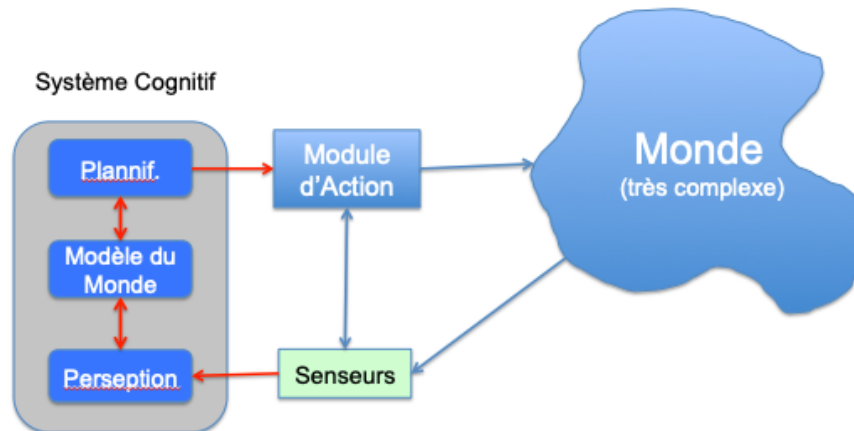 Système Cognitif
Plannif.
Modèle du
Monde
Perseption
Module
d'Action
Senseurs
Monde
(très complexe)